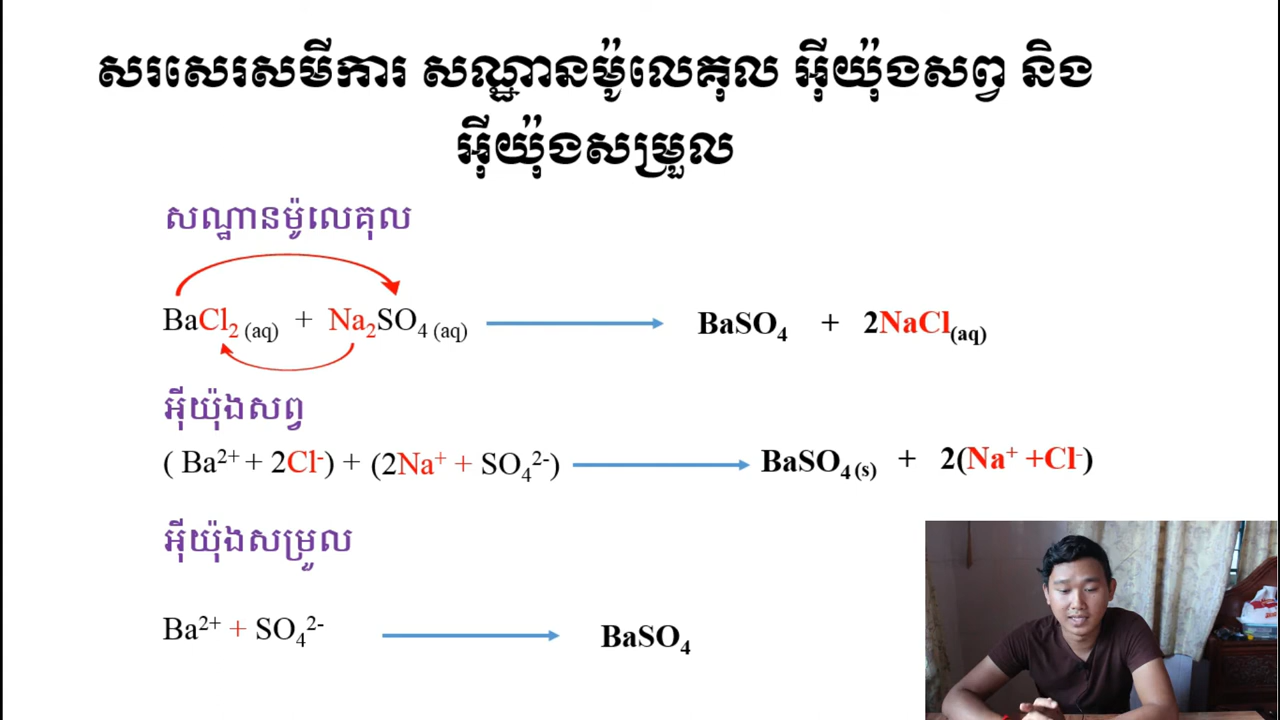 សរសេរសមីការ សណ្ឋានម៉ូលេគុល អ៊ីយ៉ុងសព្វ និង
អ៊ីយ៉ុងសម្រួល
សណ្ឋានម៉ូលេគុល
BaCl₂ (aq) + Na₂SO₄ (aq) → BaSO₄ + 2NaCl(aq)
អ៊ីយ៉ុងសព្វ
( Ba²⁺ + 2Cl⁻) + (2Na⁺ + SO₄²⁻) → BaSO₄ (s) + 2(Na⁺ +Cl⁻)
អ៊ីយ៉ុងសម្រួល
Ba²⁺ + SO₄²⁻ → BaSO₄